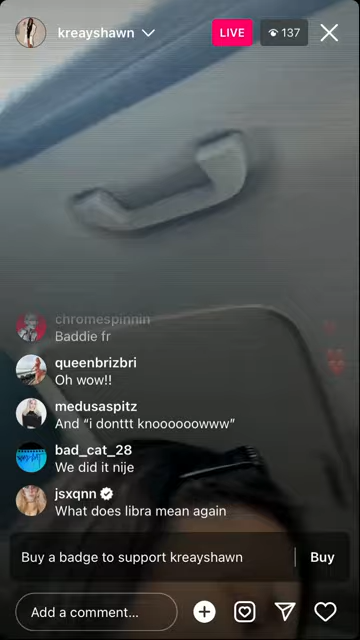 kreayshawn
LIVE
137
chromespinnin
Baddie fr
queenbrizbri
Oh wow!!
medusaspitz
And “i donttt knoooooowww”
bad_cat_28
We did it nije
jsxqnn
What does libra mean again
Buy a badge to support kreayshawn
Buy
Add a comment...